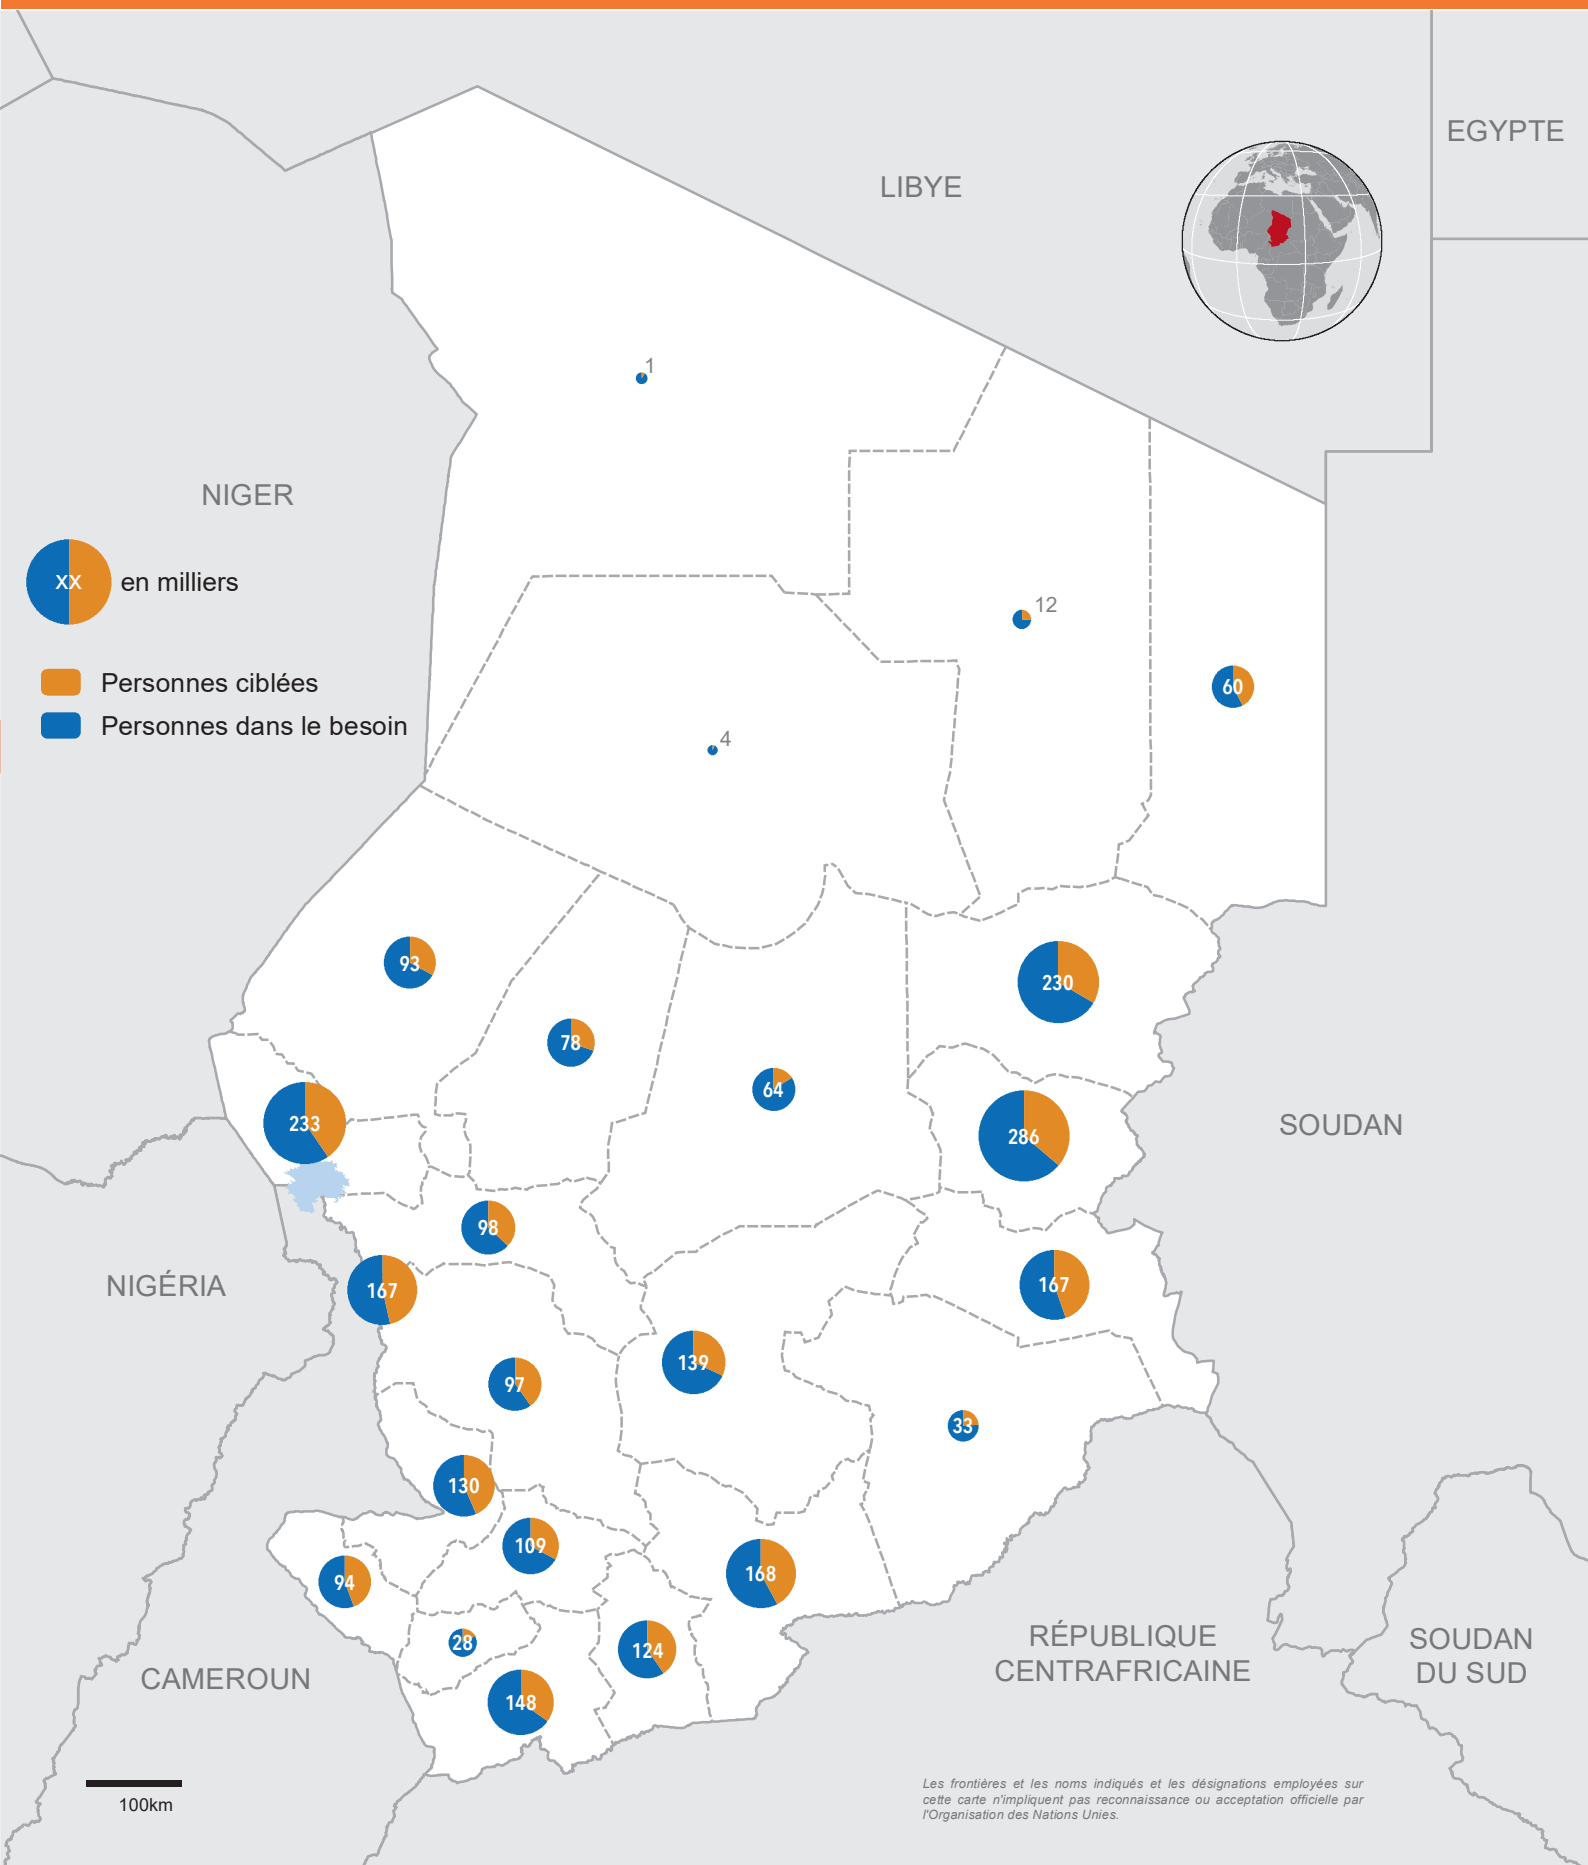 EGYPTE
LIBYE
1
NIGER
xx en milliers
12
Personnes ciblées
60
Personnes dans le besoin
4
93
230
78
64
233
SOUDAN
286
98
NIGÉRIA
167
167
139
97
33
130
109
168
94
RÉPUBLIQUE
CENTRAFRICAINE
SOUDAN
DU SUD
28
124
CAMEROUN
148
Les frontières et les noms indiqués et les désignations employées sur
cette carte n'impliquent pas reconnaissance ou acceptation officielle par
l'Organisation des Nations Unies.
100km